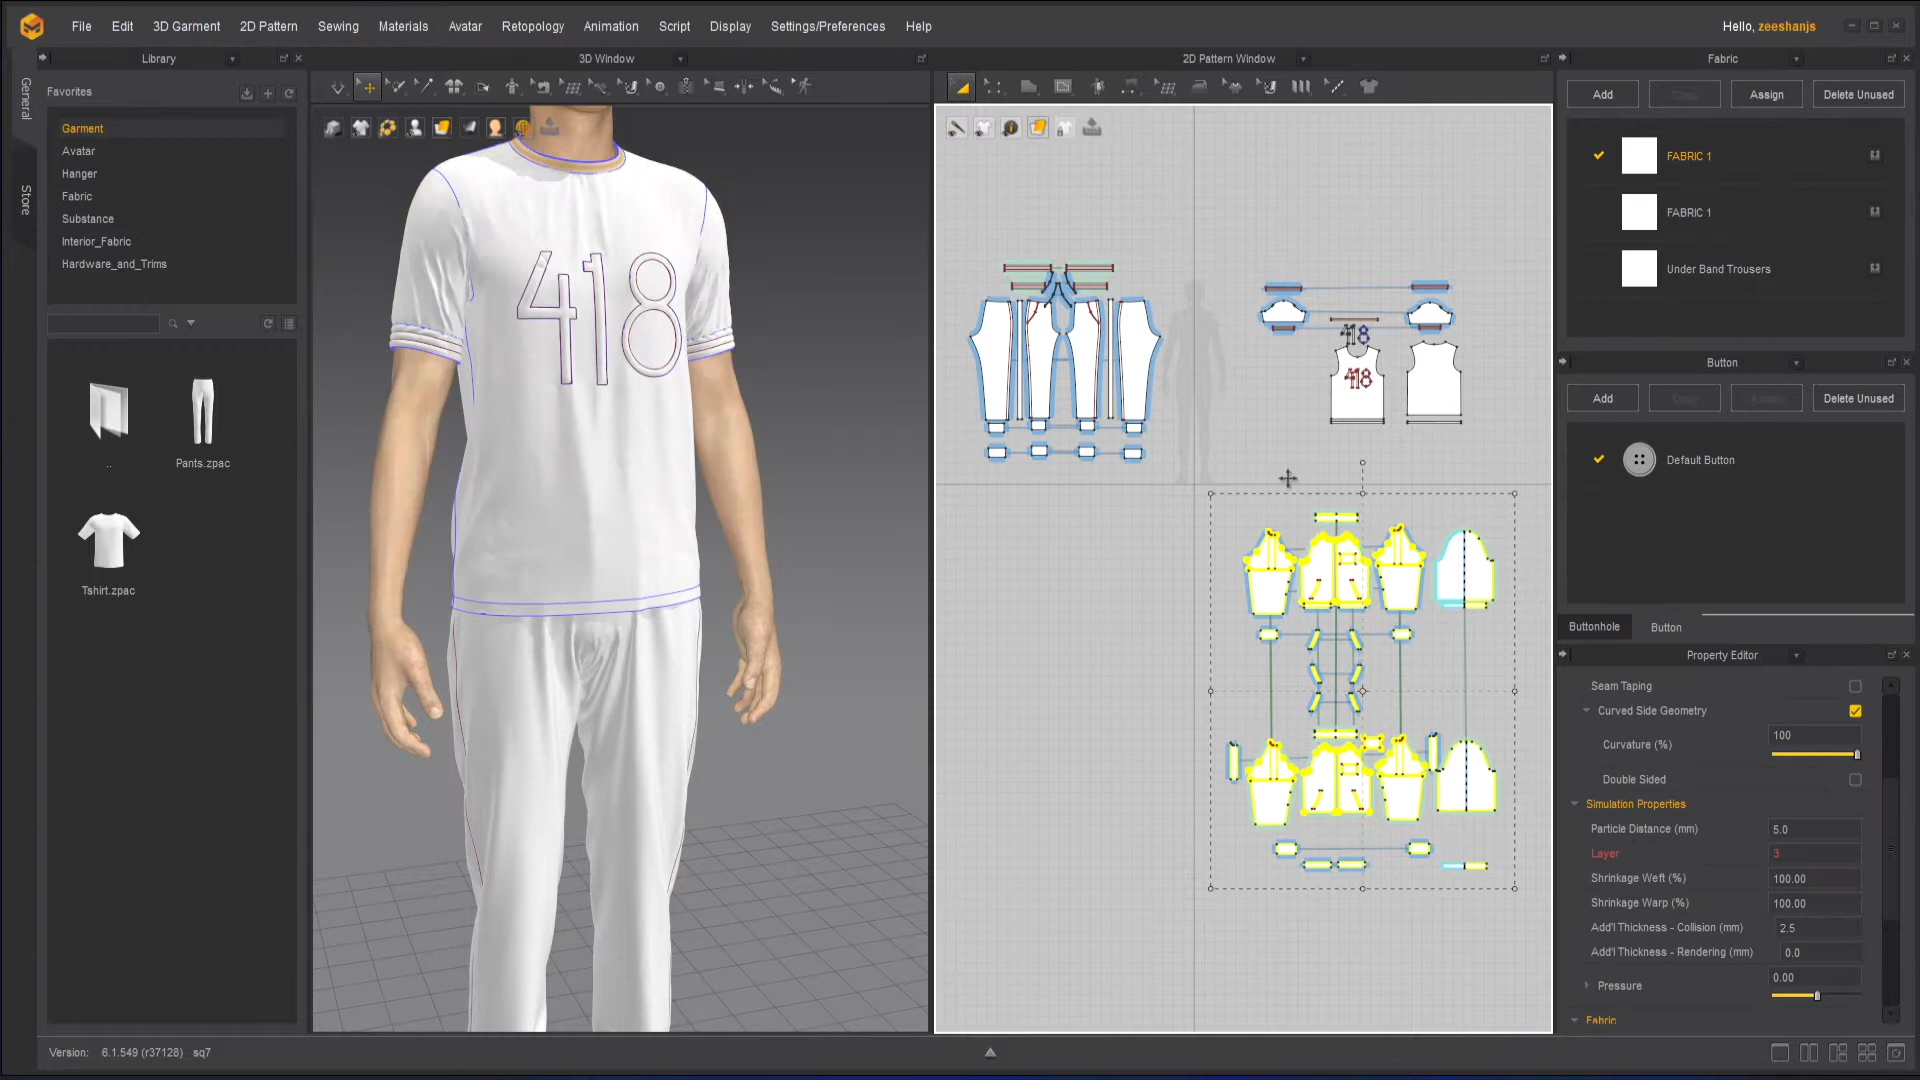 File Edit 3D Garment 2D Pattern Sewing Materials Avatar Retopology Animation Script Display Settings/Preferences Help
Hello, zeeshanjs
Library
3D Window
2D Pattern Window
Fabric
General
Store
Favorites
Garment
Avatar
Hanger
Fabric
Substance
Interior_Fabric
Hardware_and_Trims
..
Pants.zpac
Tshirt.zpac
418
418
418
Add
Assign
Delete Unused
FABRIC 1
FABRIC 1
Under Band Trousers
Button
Add
Delete Unused
Default Button
Buttonhole
Button
Property Editor
Seam Taping
Curved Side Geometry
Curvature (%)
100
Double Sided
Simulation Properties
Particle Distance (mm) 5.0
Layer 3
Shrinkage Weft (%) 100.00
Shrinkage Warp (%) 100.00
Add'l Thickness - Collision (mm) 2.5
Add'l Thickness - Rendering (mm) 0.0
Pressure 0.00
Fabric
Version: 6.1.549 (r37128) sq7